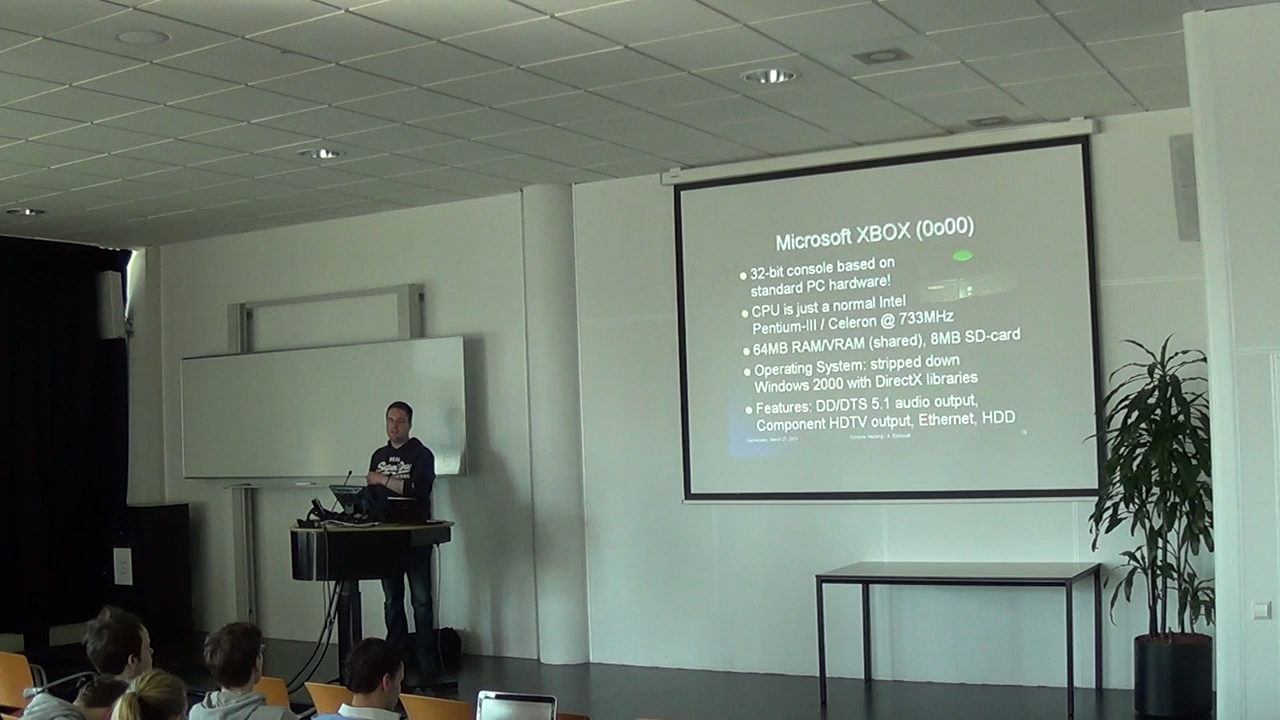 Microsoft XBOX (0o00)
32-bit console based on
standard PC hardware!
CPU is just a normal Intel
Pentium-III / Celeron @ 733MHz
64MB RAM/VRAM (shared), 8MB SD-card
Operating System: stripped down
Windows 2000 with DirectX libraries
Features: DD/DTS 5.1 audio output,
Component HDTV output, Ethernet, HDD